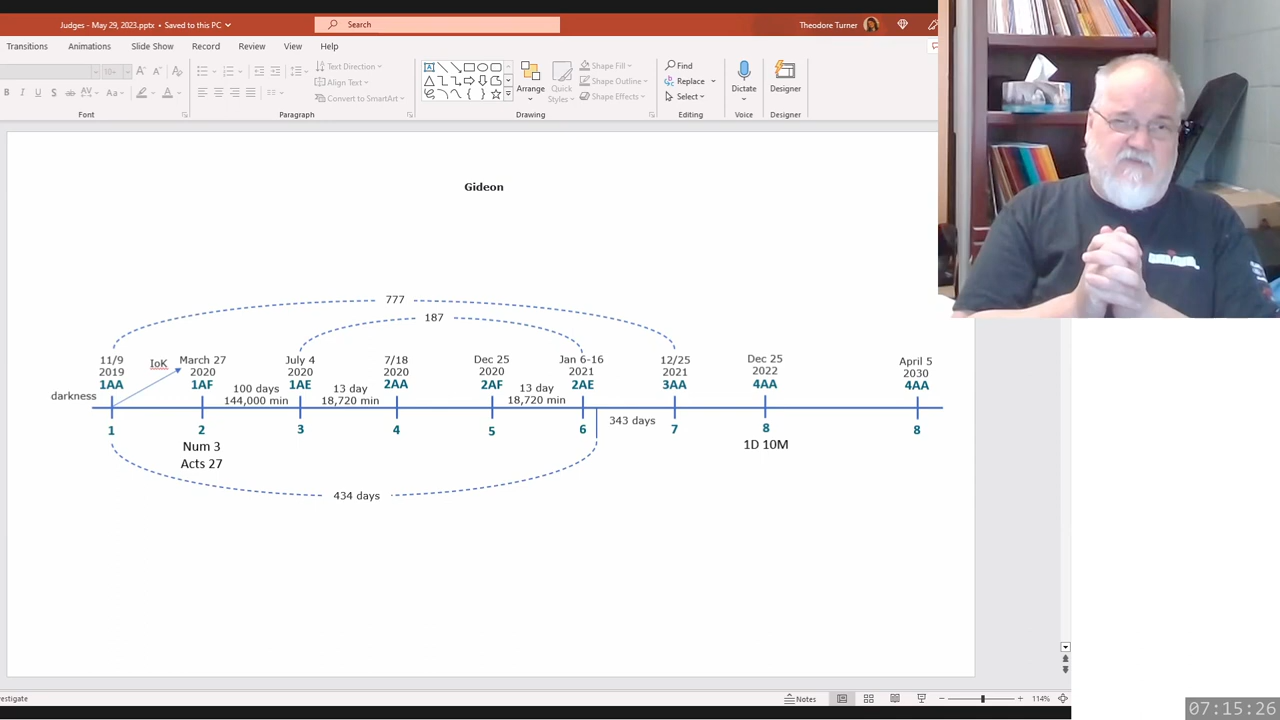 Judges - May 29, 2023.pptx • Saved to this PC
Search
Theodore Turner
Transitions Animations Slide Show Record Review View Help
Text Direction
Align Text
Convert to SmartArt
Arrange
Quick Styles
Shape Fill
Shape Outline
Shape Effects
Find
Replace
Select
Dictate
Designer
Font Paragraph Drawing Editing Voice Designer
Gideon
777
187
11/9 2019 1AA
IoK
March 27 2020 1AF
July 4 2020 1AE
7/18 2020 2AA
Dec 25 2020 2AF
Jan 6-16 2021 2AE
12/25 2021 3AA
Dec 25 2022 4AA
April 5 2030 4AA
darkness
100 days 144,000 min
13 day 18,720 min
13 day 18,720 min
343 days
1 2 3 4 5 6 7 8 8
Num 3
Acts 27
1D 10M
434 days
vestigate
Notes
114%
07:15:26